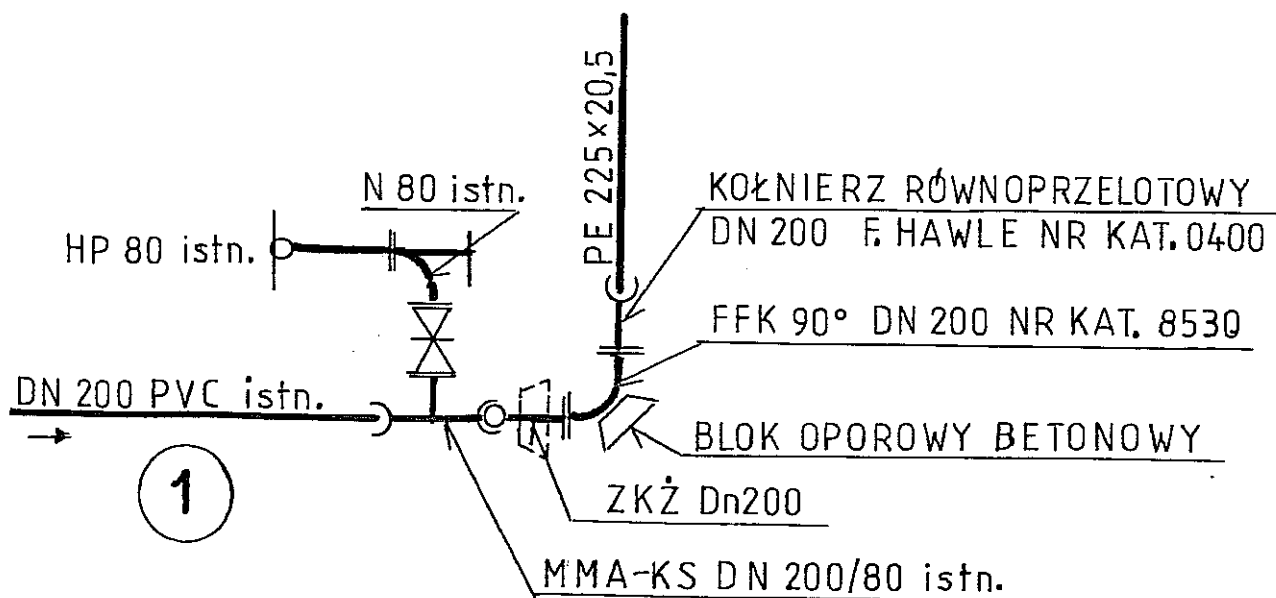 PE 225×20,5
N 80 istn.
HP 80 istn.
KOŁNIERZ RÓWNOPRZELOTOWY
DN 200 F. HAWLE NR KAT. 0400
FFK 90° DN 200 NR KAT. 8530
DN 200 PVC istn.
BLOK OPOROWY BETONOWY
1
ZKŻ Dn200
MMA-KS DN 200/80 istn.